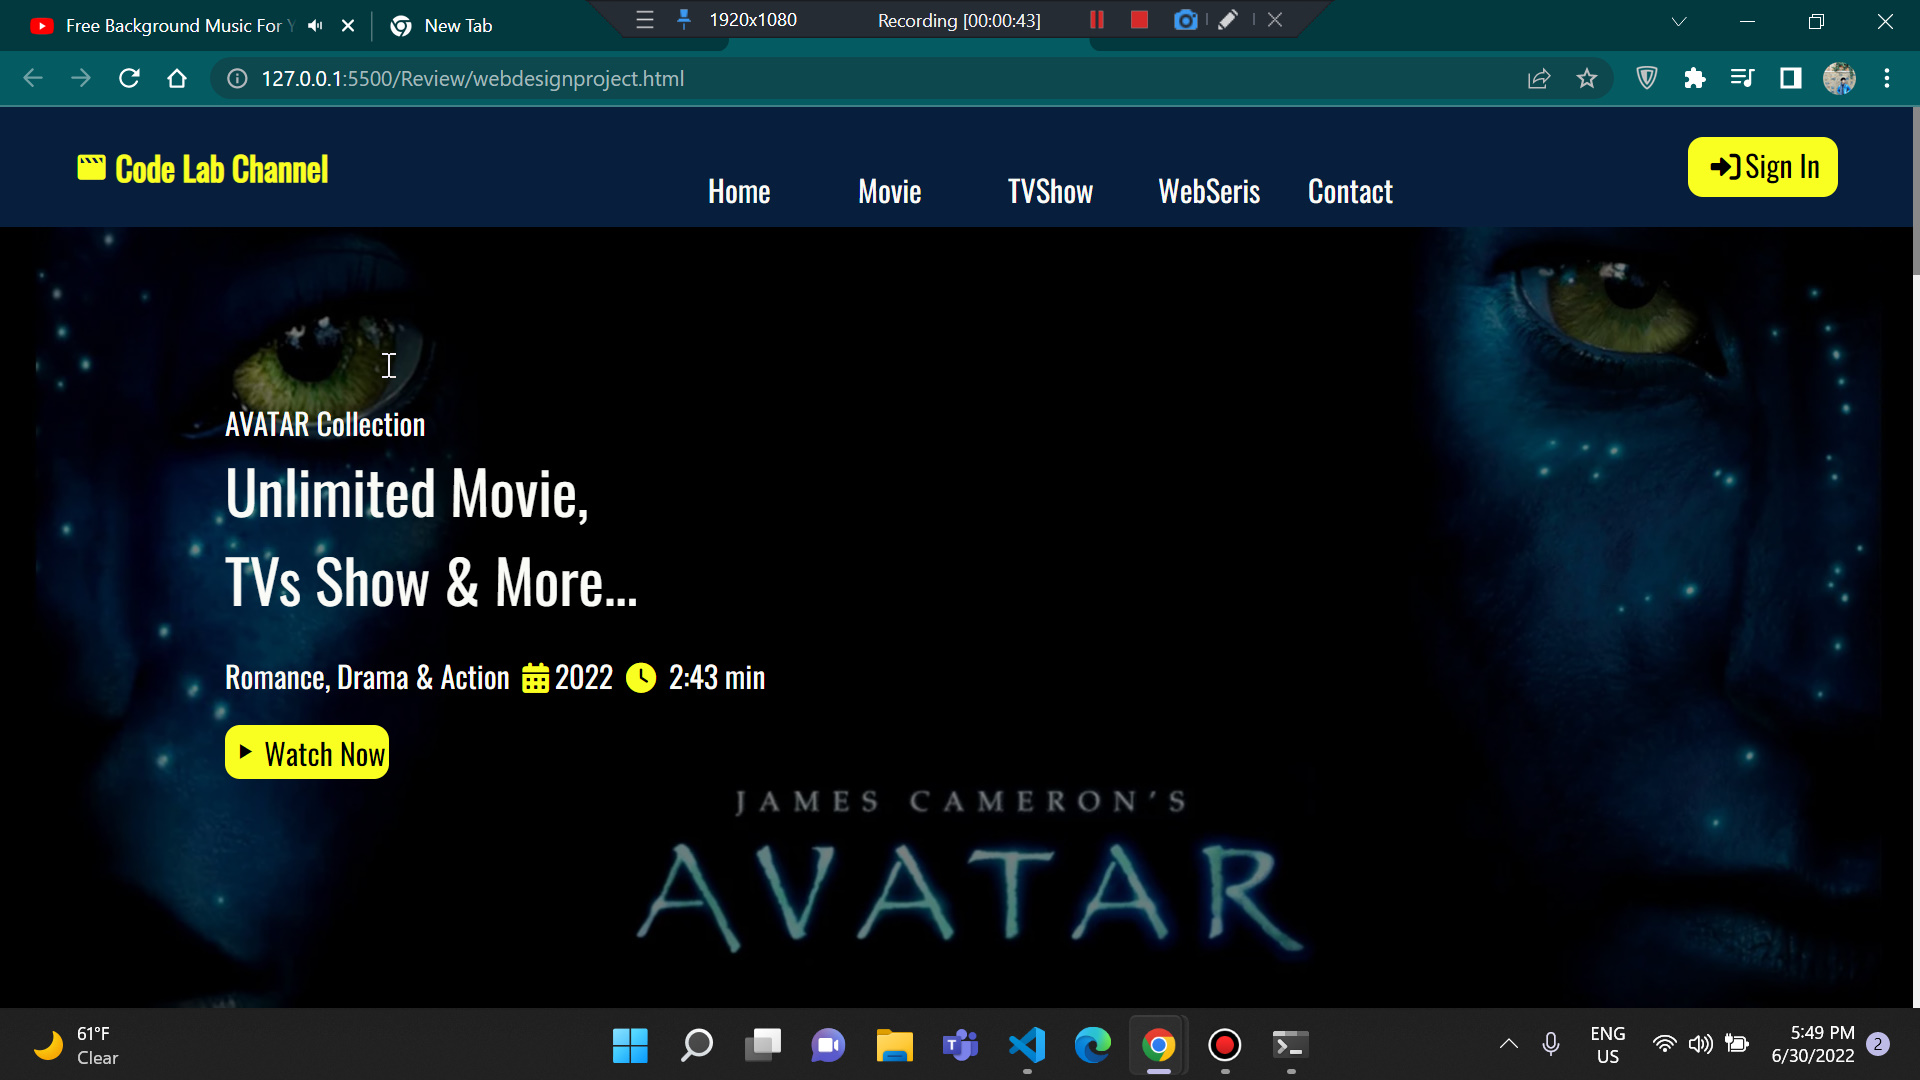 Free Background Music For Y
New Tab
1920x1080
Recording [00:00:43]
127.0.0.1:5500/Review/webdesignproject.html
Code Lab Channel
Home
Movie
TVShow
WebSeris
Contact
Sign In
AVATAR Collection
Unlimited Movie,
TVs Show & More...
Romance, Drama & Action 2022 2:43 min
Watch Now
JAMES CAMERON'S
AVATAR
61°F
Clear
ENG
US
5:49 PM
6/30/2022
2